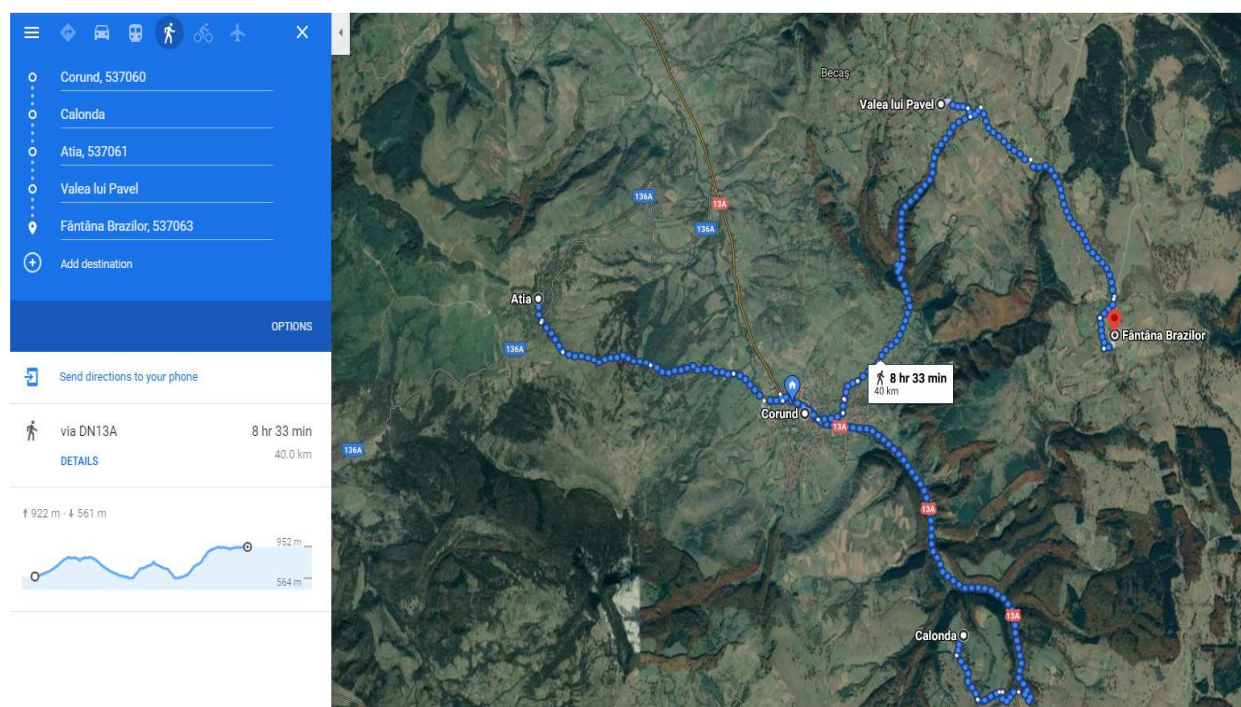 Corund, 537060
Calonda
Atia, 537061
Valea lui Pavel
Fântâna Brazilor, 537063
Add destination
OPTIONS
Send directions to your phone
via DN13A
8 hr 33 min
DETAILS
40.0 km
922 m · 561 m
952 m
564 m
Becaş
Valea lui Pavel
136A
13A
136A
Atia
Fântâna Brazilor
136A
8 hr 33 min
40 km
Corund
13A
136A
13A
13A
Calonda